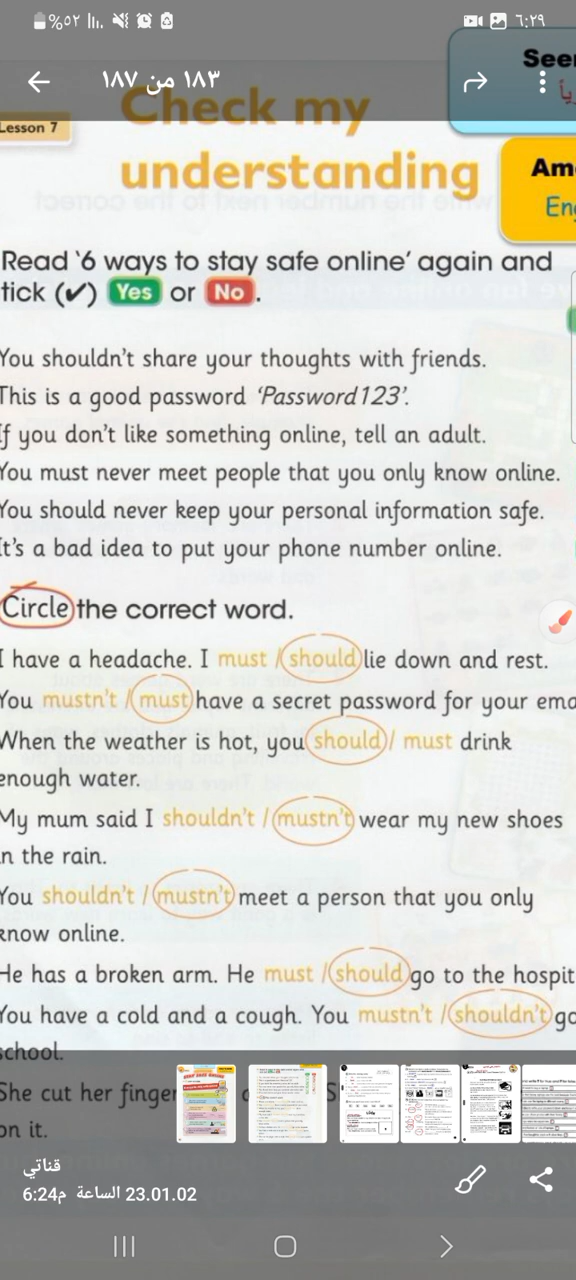 %٥٢
٦:٢٩
١٨٣ من ١٨٧
Lesson 7
Check my
understanding
Am
En
Read ‘6 ways to stay safe online’ again and
tick (✔) Yes or No.
You shouldn’t share your thoughts with friends.
This is a good password ‘Password123’.
If you don’t like something online, tell an adult.
You must never meet people that you only know online.
You should never keep your personal information safe.
It’s a bad idea to put your phone number online.
Circle the correct word.
I have a headache. I must / should lie down and rest.
You mustn’t / must have a secret password for your ema
When the weather is hot, you should / must drink
enough water.
My mum said I shouldn’t / mustn’t wear my new shoes
n the rain.
You shouldn’t / mustn’t meet a person that you only
know online.
He has a broken arm. He must / should go to the hospit
You have a cold and a cough. You mustn’t / shouldn’t go
school.
She cut her finger
on it.
قناتي
23.01.02 الساعة 6:24م